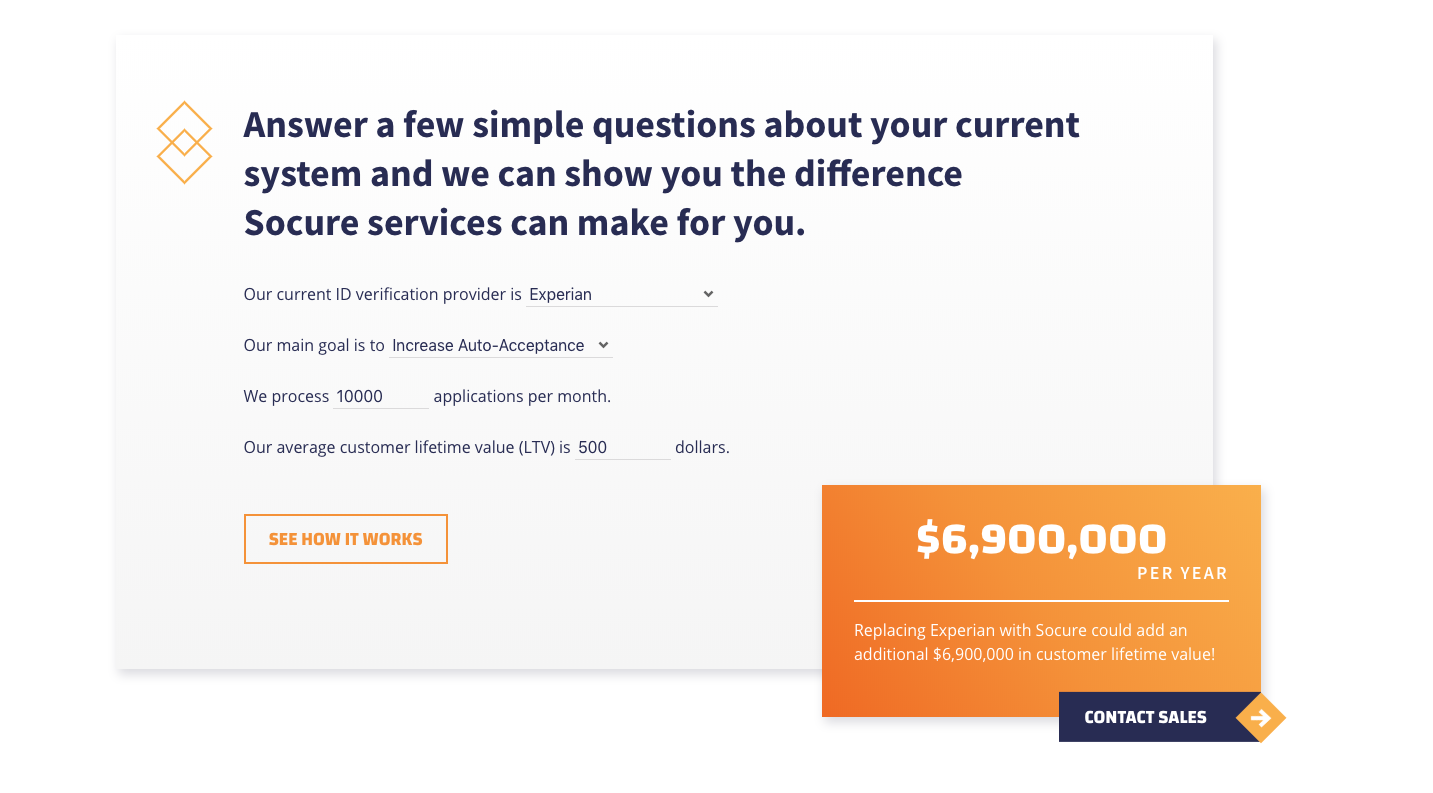 Answer a few simple questions about your current
system and we can show you the difference
Socure services can make for you.
Our current ID verification provider is Experian
Our main goal is to Increase Auto-Acceptance
We process 10000 applications per month.
Our average customer lifetime value (LTV) is 500 dollars.
SEE HOW IT WORKS
$6,900,000
PER YEAR
Replacing Experian with Socure could add an
additional $6,900,000 in customer lifetime value!
CONTACT SALES